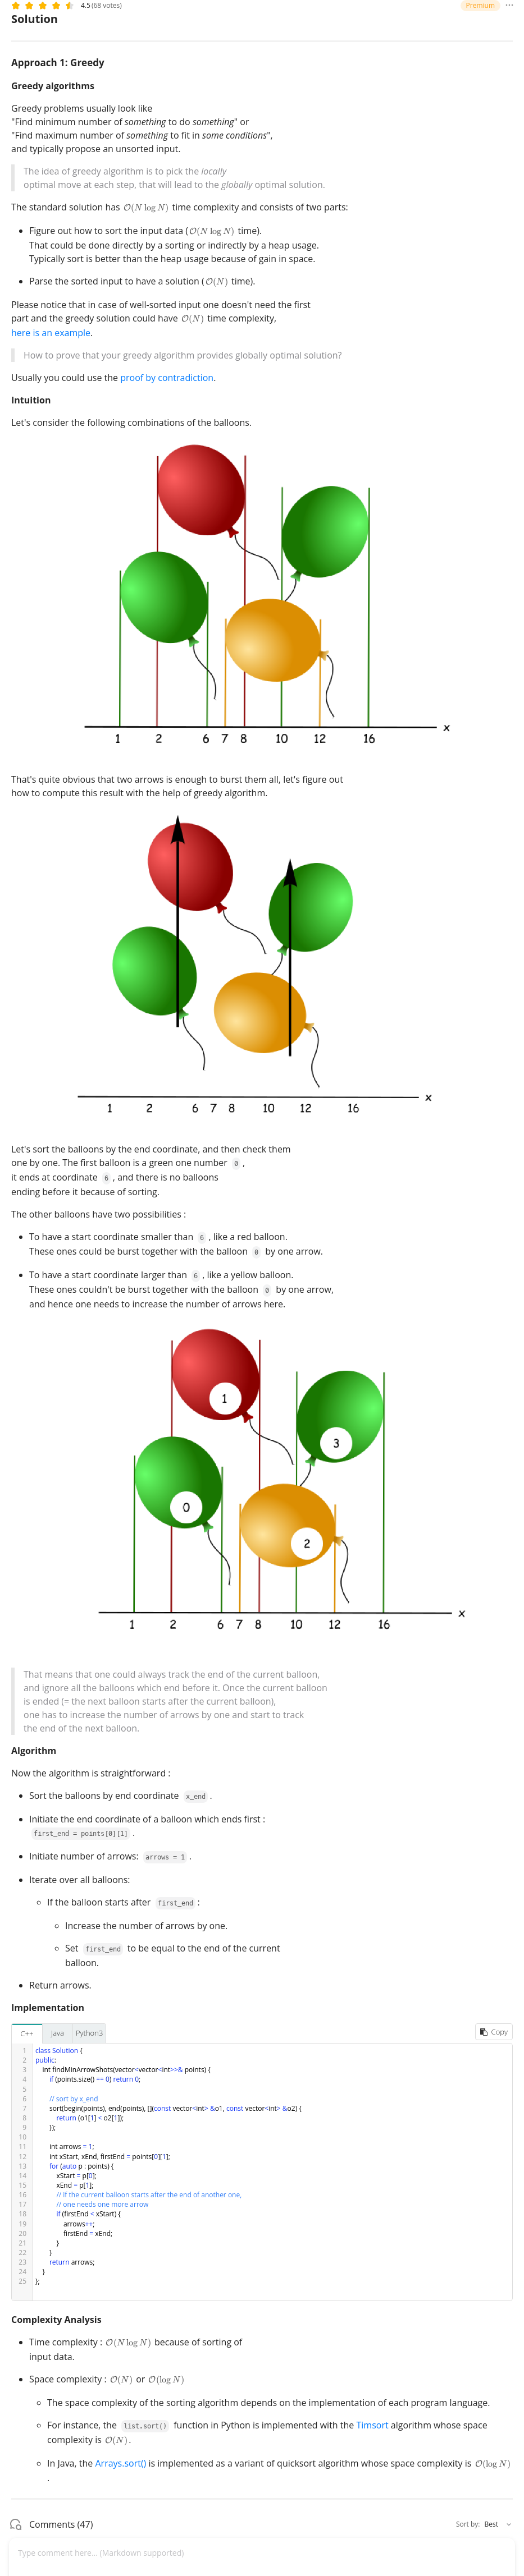 4.5 (68 votes)
Premium
Solution
Approach 1: Greedy
Greedy algorithms
Greedy problems usually look like
"Find minimum number of something to do something" or
"Find maximum number of something to fit in some conditions",
and typically propose an unsorted input.
The idea of greedy algorithm is to pick the locally
optimal move at each step, that will lead to the globally optimal solution.
The standard solution has O(N log N) time complexity and consists of two parts:
Figure out how to sort the input data (O(N log N) time).
That could be done directly by a sorting or indirectly by a heap usage.
Typically sort is better than the heap usage because of gain in space.
Parse the sorted input to have a solution (O(N) time).
Please notice that in case of well-sorted input one doesn't need the first
part and the greedy solution could have O(N) time complexity,
here is an example.
How to prove that your greedy algorithm provides globally optimal solution?
Usually you could use the proof by contradiction.
Intuition
Let's consider the following combinations of the balloons.
1 2 6 7 8 10 12 16 x
That's quite obvious that two arrows is enough to burst them all, let's figure out
how to compute this result with the help of greedy algorithm.
1 2 6 7 8 10 12 16 x
Let's sort the balloons by the end coordinate, and then check them
one by one. The first balloon is a green one number 0 ,
it ends at coordinate 6 , and there is no balloons
ending before it because of sorting.
The other balloons have two possibilities :
To have a start coordinate smaller than 6 , like a red balloon.
These ones could be burst together with the balloon 0 by one arrow.
To have a start coordinate larger than 6 , like a yellow balloon.
These ones couldn't be burst together with the balloon 0 by one arrow,
and hence one needs to increase the number of arrows here.
1
3
0
2
1 2 6 7 8 10 12 16 x
That means that one could always track the end of the current balloon,
and ignore all the balloons which end before it. Once the current balloon
is ended (= the next balloon starts after the current balloon),
one has to increase the number of arrows by one and start to track
the end of the next balloon.
Algorithm
Now the algorithm is straightforward :
Sort the balloons by end coordinate x_end .
Initiate the end coordinate of a balloon which ends first :
first_end = points[0][1] .
Initiate number of arrows: arrows = 1 .
Iterate over all balloons:
If the balloon starts after first_end :
Increase the number of arrows by one.
Set first_end to be equal to the end of the current
balloon.
Return arrows.
Implementation
C++ Java Python3 Copy
1 class Solution {
2 public:
3 int findMinArrowShots(vector<vector<int>>& points) {
4 if (points.size() == 0) return 0;
5
6 // sort by x_end
7 sort(begin(points), end(points), [](const vector<int> &o1, const vector<int> &o2) {
8 return (o1[1] < o2[1]);
9 });
10
11 int arrows = 1;
12 int xStart, xEnd, firstEnd = points[0][1];
13 for (auto p : points) {
14 xStart = p[0];
15 xEnd = p[1];
16 // if the current balloon starts after the end of another one,
17 // one needs one more arrow
18 if (firstEnd < xStart) {
19 arrows++;
20 firstEnd = xEnd;
21 }
22 }
23 return arrows;
24 }
25 };
Complexity Analysis
Time complexity : O(N log N) because of sorting of
input data.
Space complexity : O(N) or O(log N)
The space complexity of the sorting algorithm depends on the implementation of each program language.
For instance, the list.sort() function in Python is implemented with the Timsort algorithm whose space
complexity is O(N).
In Java, the Arrays.sort() is implemented as a variant of quicksort algorithm whose space complexity is O(log N)
.
Comments (47)
Sort by: Best
Type comment here... (Markdown supported)